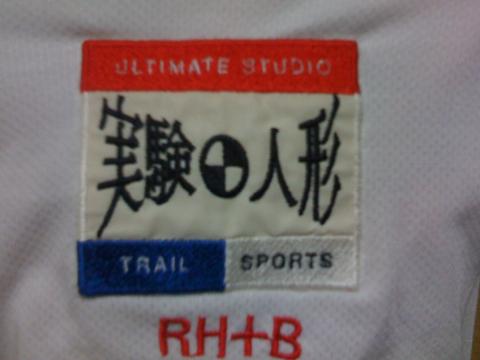 ULTIMATE STUDIO
実験人形
TRAIL SPORTS
RH+B